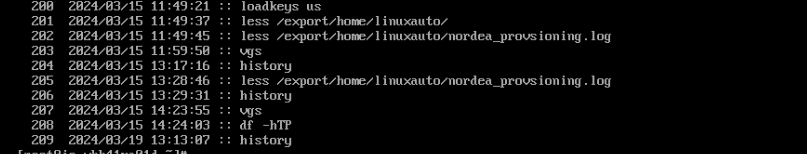 200 2024/03/15 11:49:21 :: loadkeys us
201 2024/03/15 11:49:37 :: less /export/home/linuxauto/
202 2024/03/15 11:49:45 :: less /export/home/linuxauto/nordea_provsioning.log
203 2024/03/15 11:59:50 :: vgs
204 2024/03/15 13:17:16 :: history
205 2024/03/15 13:28:46 :: less /export/home/linuxauto/nordea_provsioning.log
206 2024/03/15 13:29:31 :: history
207 2024/03/15 14:23:55 :: vgs
208 2024/03/15 14:24:03 :: df -hTP
209 2024/03/19 13:13:07 :: history